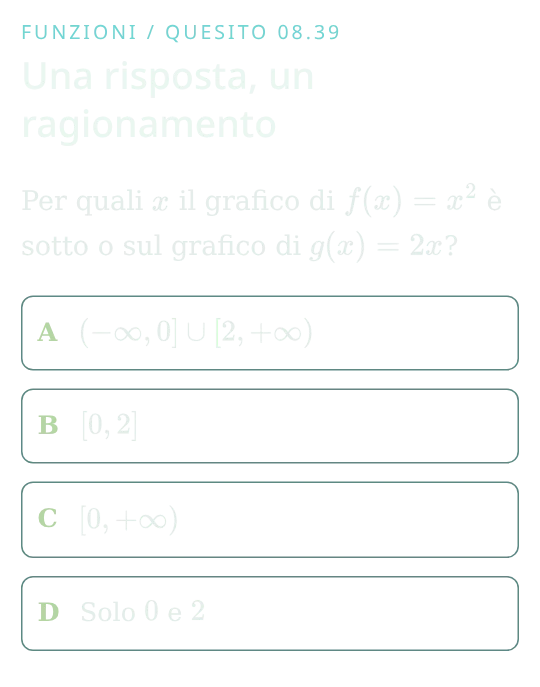 FUNZIONI / QUESITO 08.39
Una risposta, un
ragionamento
Per quali x il grafico di f(x) = x² è
sotto o sul grafico di g(x) = 2x?
A (−∞, 0] ∪ [2, +∞)
B [0, 2]
C [0, +∞)
D Solo 0 e 2